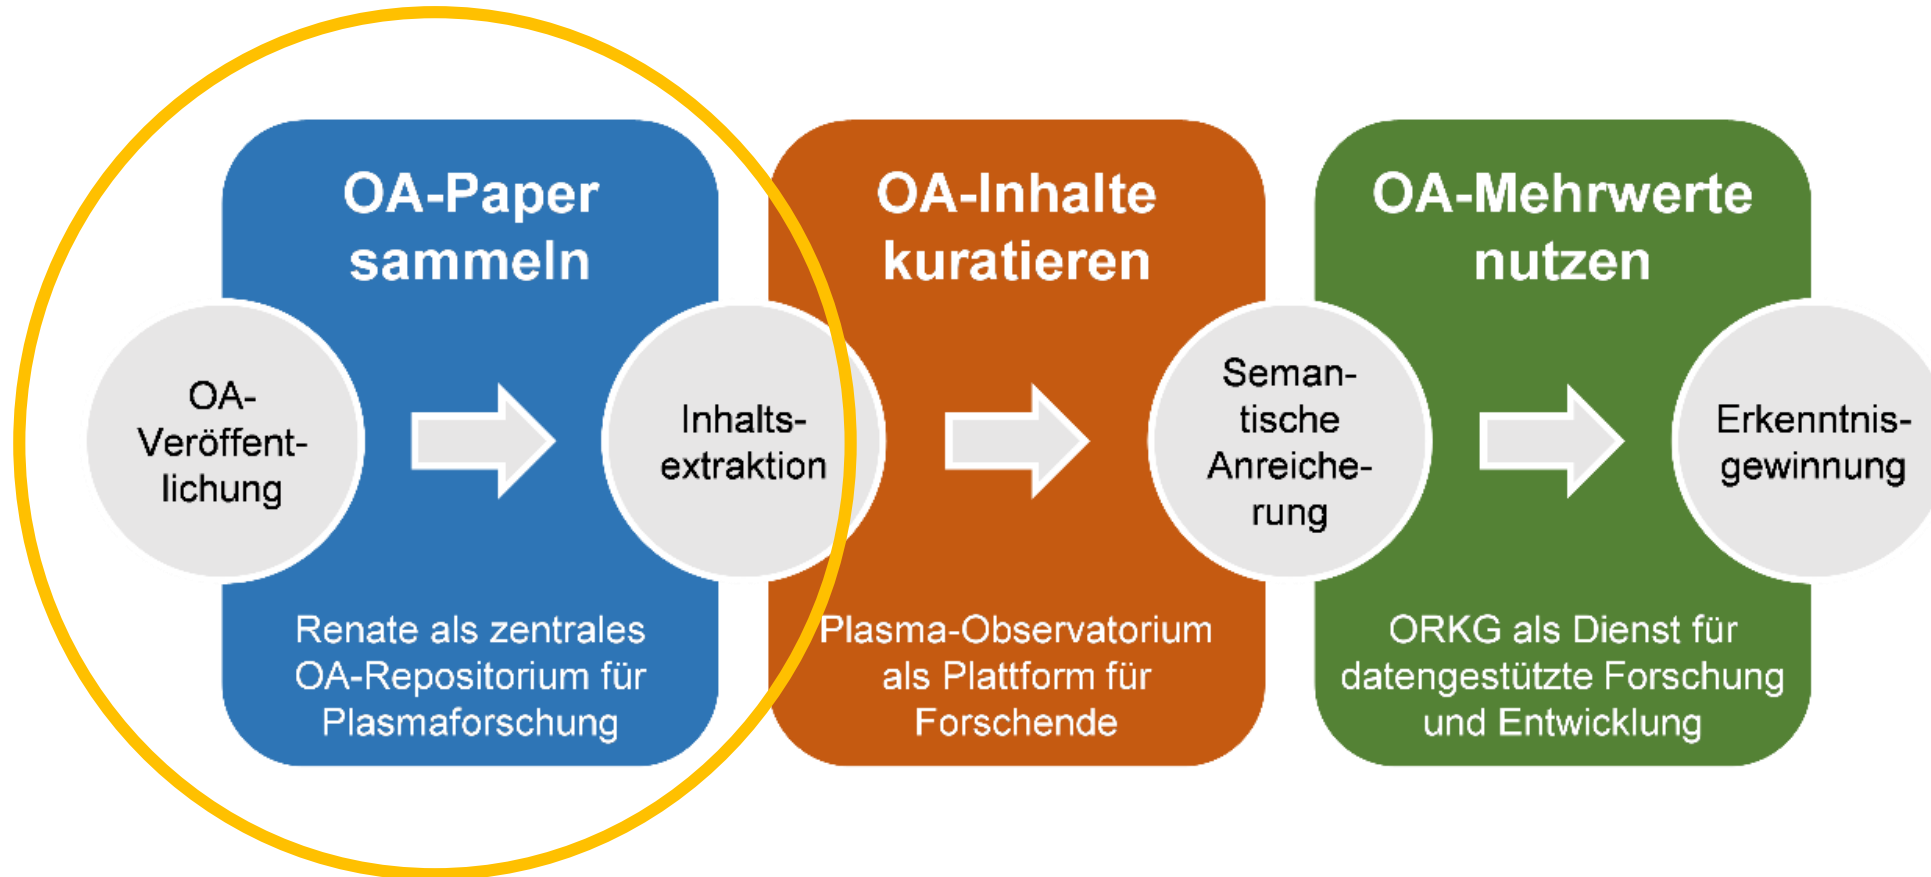 OA-Paper
sammeln
OA-
Veröffent-
lichung
Inhalts-
extraktion
Renate als zentrales
OA-Repositorium für
Plasmaforschung
OA-Inhalte
kuratieren
Plasma-Observatorium
als Plattform für
Forschende
Seman-
tische
Anreiche-
rung
OA-Mehrwerte
nutzen
Erkenntnis-
gewinnung
ORKG als Dienst für
datengestützte Forschung
und Entwicklung